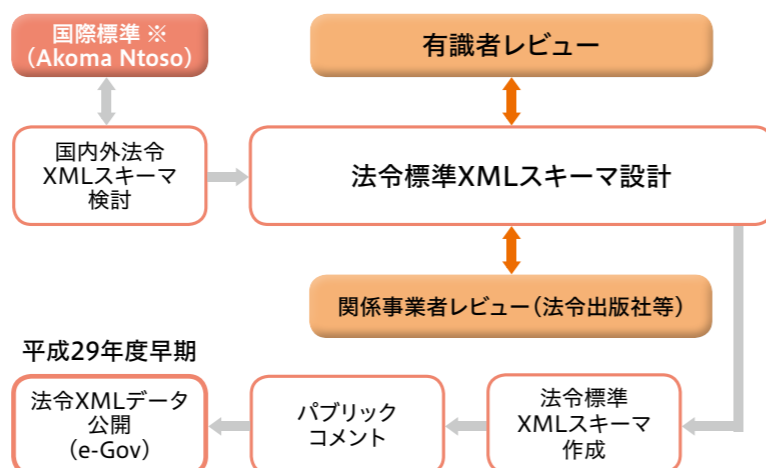 国際標準 ※
(Akoma Ntoso)
有識者レビュー
国内外法令
XMLスキーマ
検討
法令標準XMLスキーマ設計
関係事業者レビュー(法令出版社等)
平成29年度早期
法令XMLデータ
公開
(e-Gov)
パブリック
コメント
法令標準
XMLスキーマ
作成